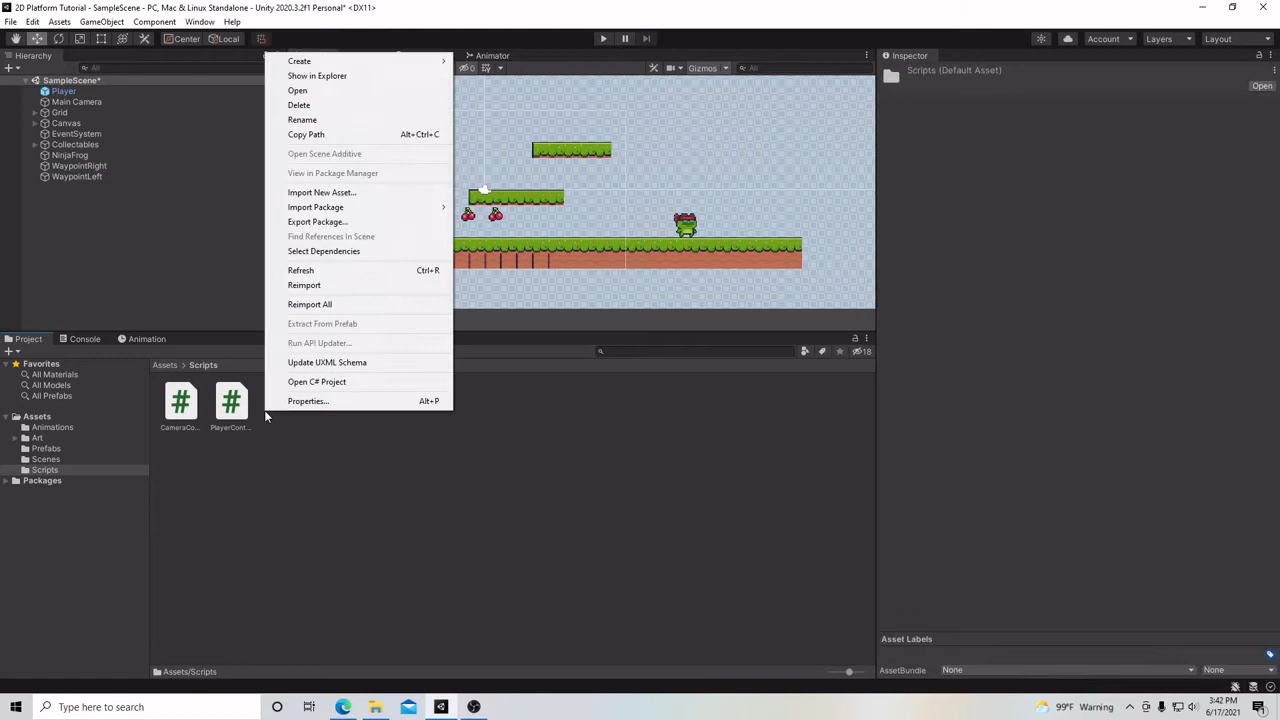 2D Platform Tutorial - SampleScene - PC, Mac & Linux Standalone - Unity 2020.3.2f1 Personal* <DX11>
File Edit Assets GameObject Component Window Help
Center Local Account Layers Layout
Hierarchy
All
SampleScene*
Player
Main Camera
Grid
Canvas
EventSystem
Collectables
NinjaFrog
WaypointRight
WaypointLeft
Create
Show in Explorer
Open
Delete
Rename
Copy Path Alt+Ctrl+C
Open Scene Additive
View in Package Manager
Import New Asset...
Import Package
Export Package...
Find References In Scene
Select Dependencies
Refresh Ctrl+R
Reimport
Reimport All
Extract From Prefab
Run API Updater...
Update UXML Schema
Open C# Project
Properties... Alt+P
Animator
0 Gizmos All
Inspector
Scripts (Default Asset)
Open
Project Console Animation
18
Favorites
All Materials
All Models
All Prefabs
Assets
Animations
Art
Prefabs
Scenes
Scripts
Packages
Assets Scripts
# #
CameraCo... PlayerCont...
Assets/Scripts
Asset Labels
AssetBundle None None
Type here to search
99°F Warning
3:42 PM
6/17/2021